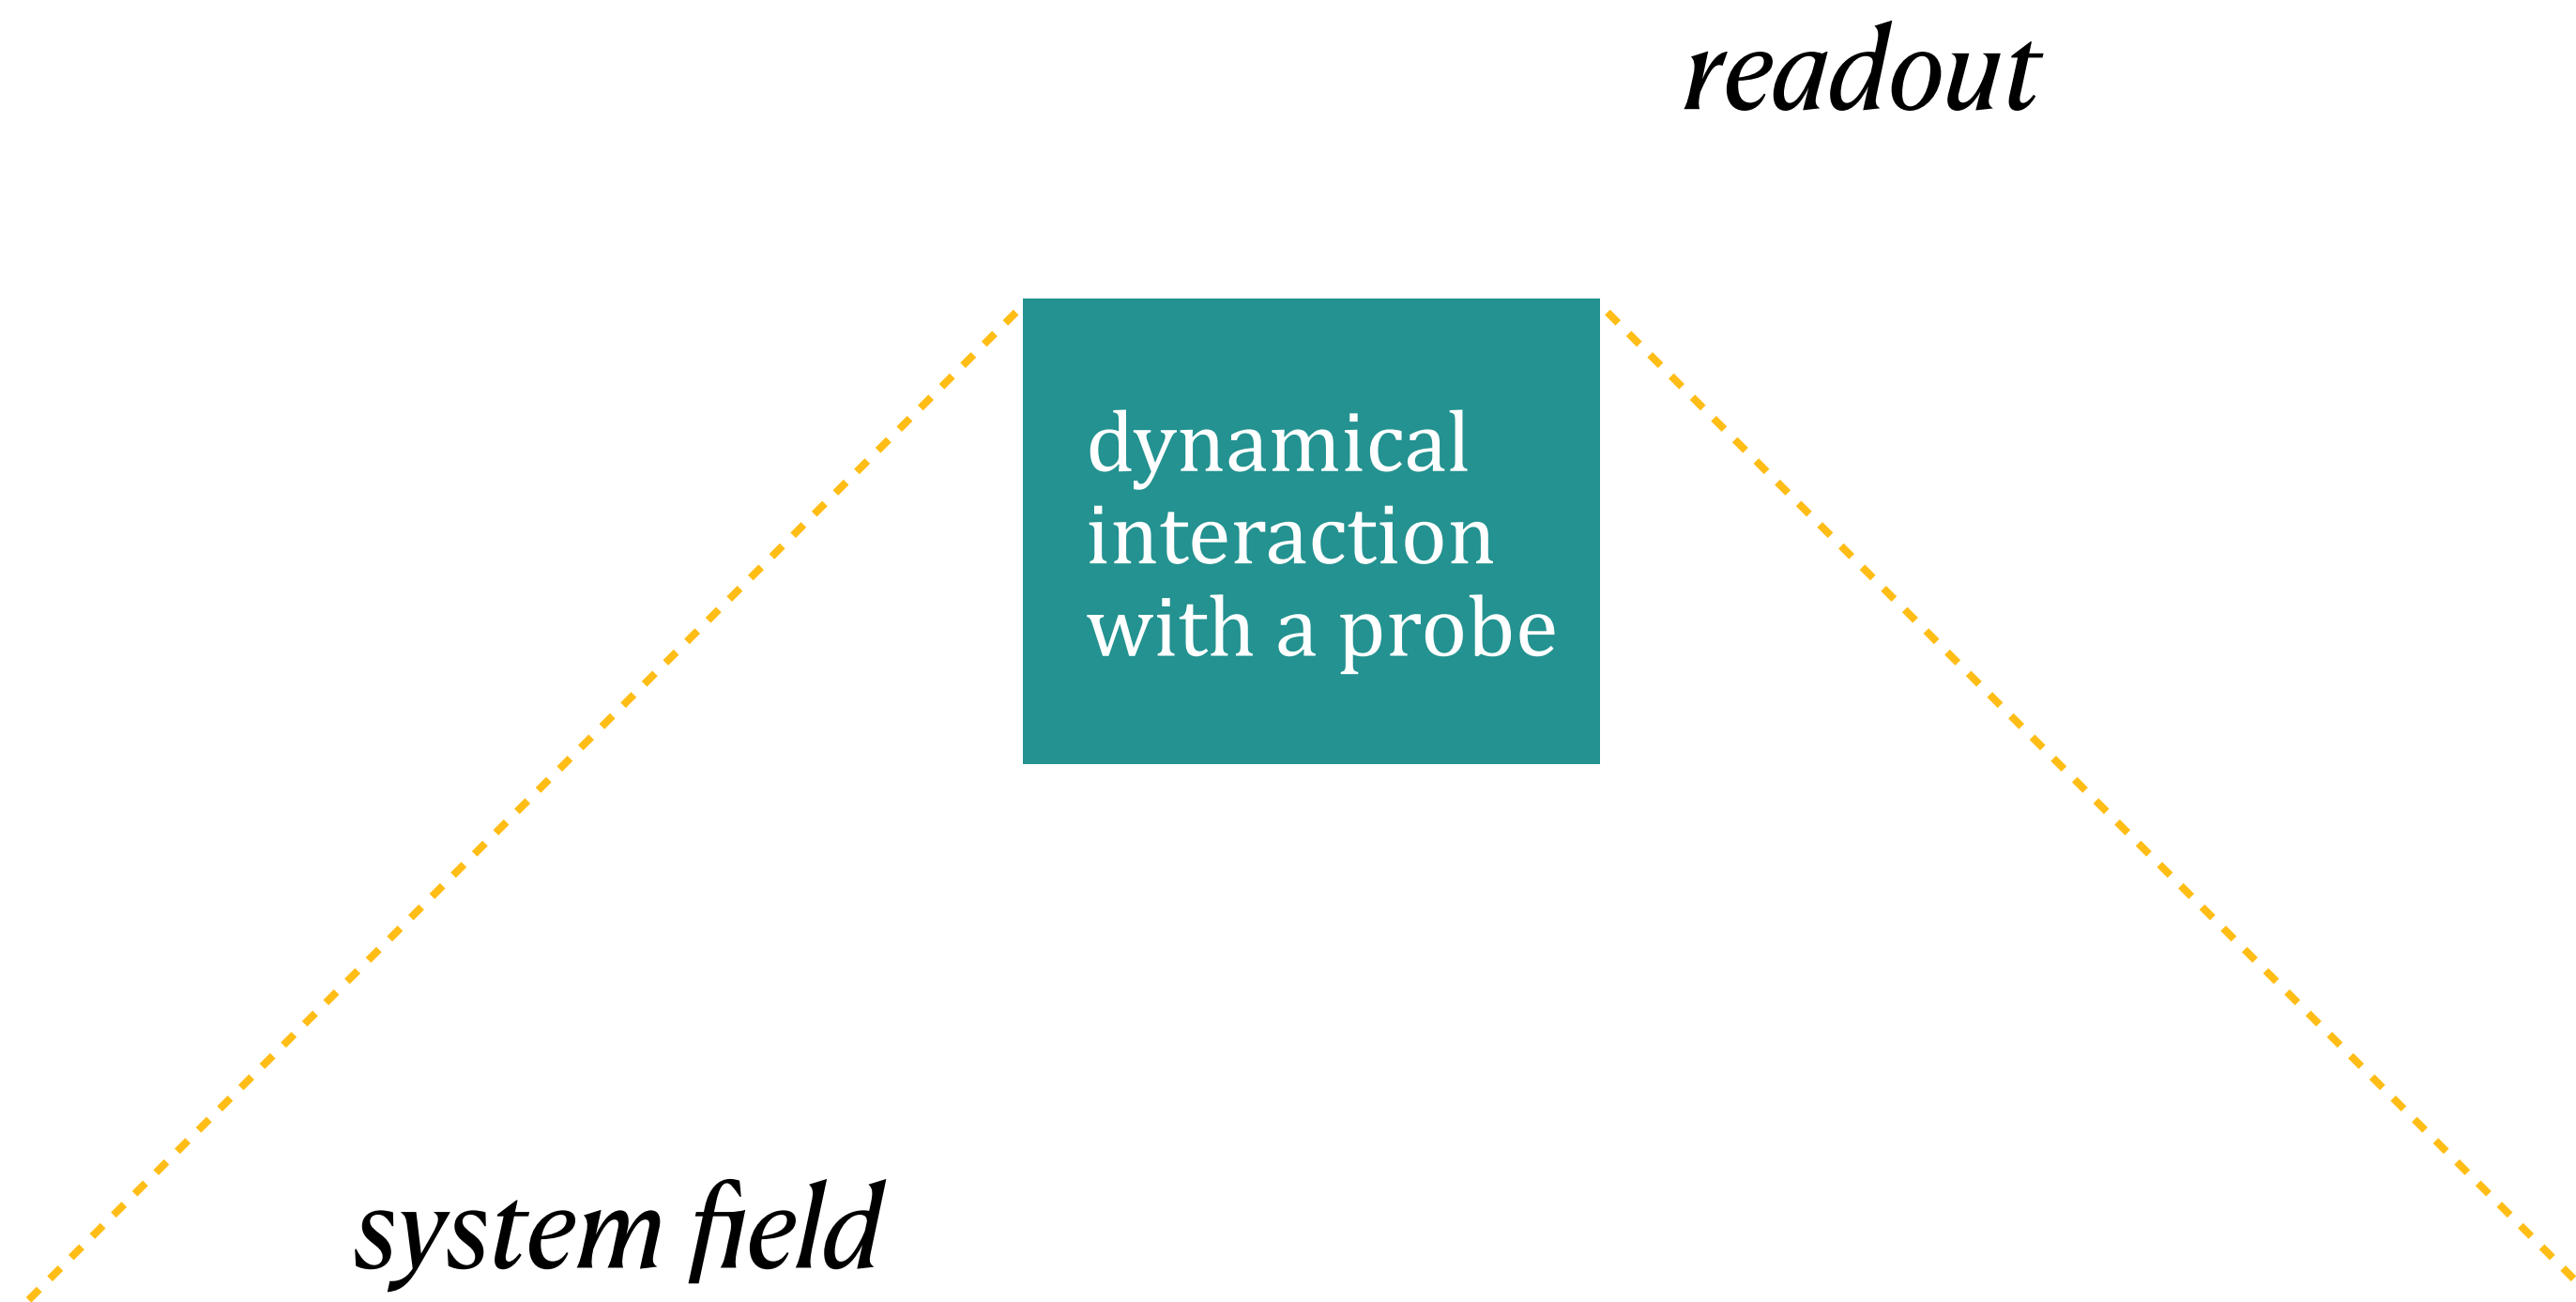 readout
dynamical
interaction
with a probe
system field